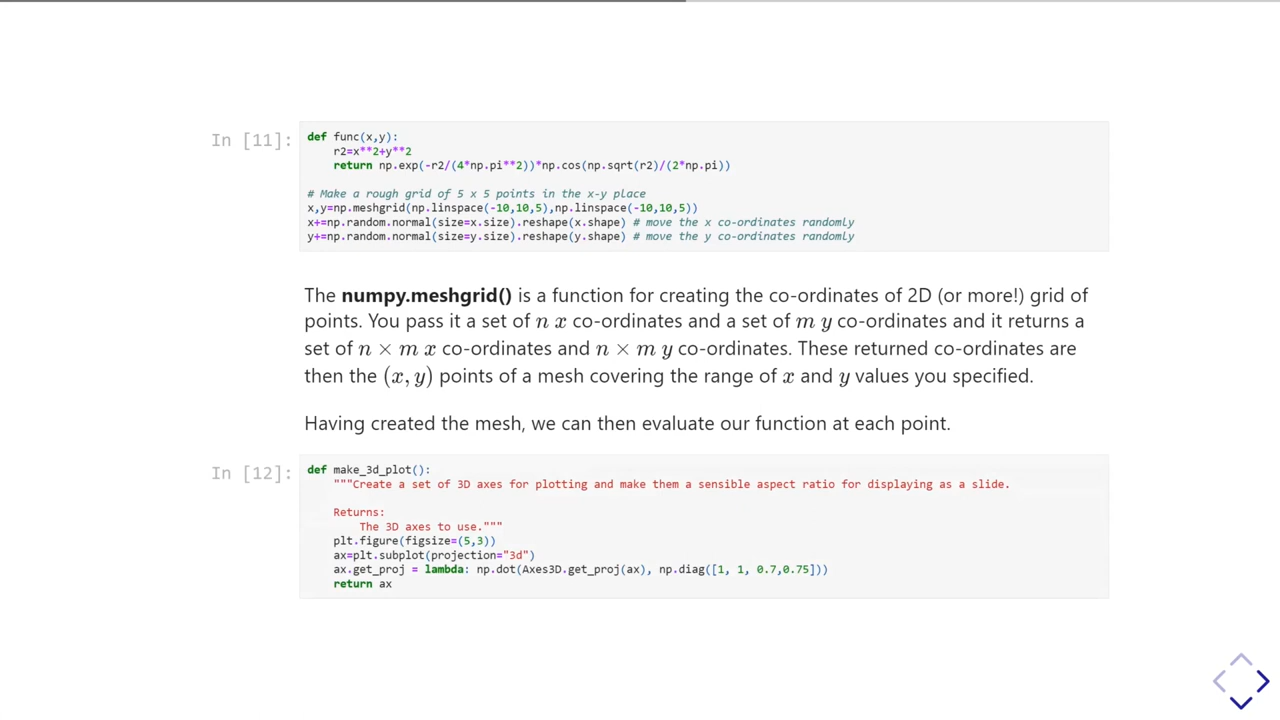 In [11]:
def func(x,y):
    r2=x**2+y**2
    return np.exp(-r2/(4*np.pi**2))*np.cos(np.sqrt(r2)/(2*np.pi))

# Make a rough grid of 5 x 5 points in the x-y place
x,y=np.meshgrid(np.linspace(-10,10,5),np.linspace(-10,10,5))
x+=np.random.normal(size=x.size).reshape(x.shape) # move the x co-ordinates randomly
y+=np.random.normal(size=y.size).reshape(y.shape) # move the y co-ordinates randomly
The numpy.meshgrid() is a function for creating the co-ordinates of 2D (or more!) grid of
points. You pass it a set of n x co-ordinates and a set of m y co-ordinates and it returns a
set of n × m x co-ordinates and n × m y co-ordinates. These returned co-ordinates are
then the (x, y) points of a mesh covering the range of x and y values you specified.
Having created the mesh, we can then evaluate our function at each point.
In [12]:
def make_3d_plot():
    """Create a set of 3D axes for plotting and make them a sensible aspect ratio for displaying as a slide.

    Returns:
        The 3D axes to use."""
    plt.figure(figsize=(5,3))
    ax=plt.subplot(projection="3d")
    ax.get_proj = lambda: np.dot(Axes3D.get_proj(ax), np.diag([1, 1, 0.7,0.75]))
    return ax